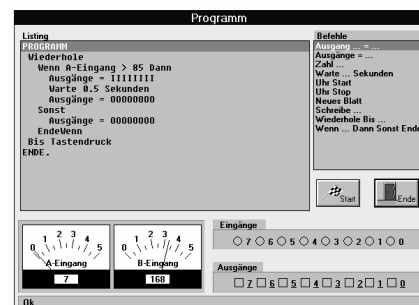 Programm
Listing
PROGRAMM
Wiederhole
Wenn A-Eingang > 85 Dann
Ausgänge = IIIIIIII
Warte 0.5 Sekunden
Ausgänge = 00000000
Sonst
Ausgänge = 00000000
EndeWenn
Bis Tastendruck
ENDE.
Befehle
Ausgang ... = ...
Ausgänge = ...
Zahl ...
Warte ... Sekunden
Uhr Start
Uhr Stop
Neues Blatt
Schreibe ...
Wiederhole Bis ...
Wenn ... Dann Sonst Ende
Start
Ende
0 1 2 3 4 5
A-Eingang
7
0 1 2 3 4 5
B-Eingang
168
Eingänge
7 6 5 4 3 2 1 0
Ausgänge
7 6 5 4 3 2 1 0
Ok